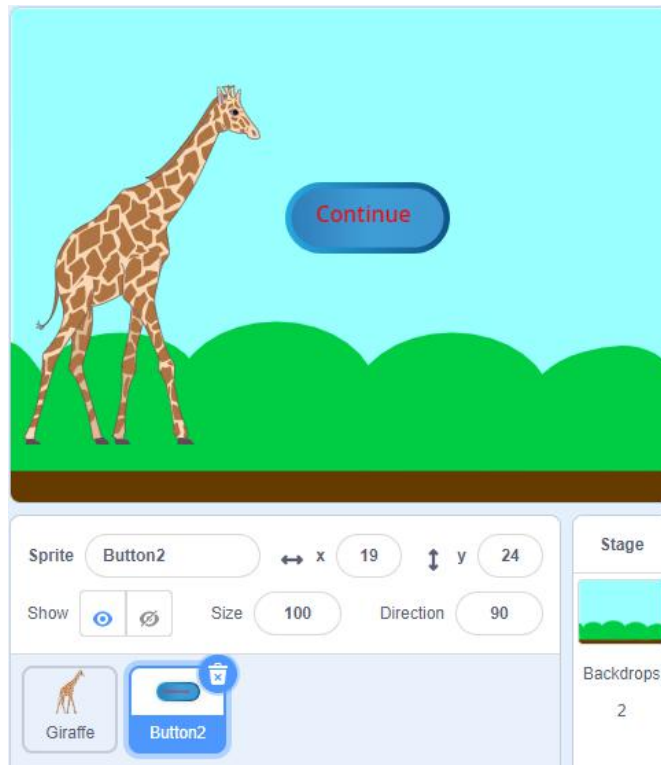 Continue
Sprite Button2 x 19 y 24
Show Size 100 Direction 90
Giraffe Button2
Stage
Backdrops
2